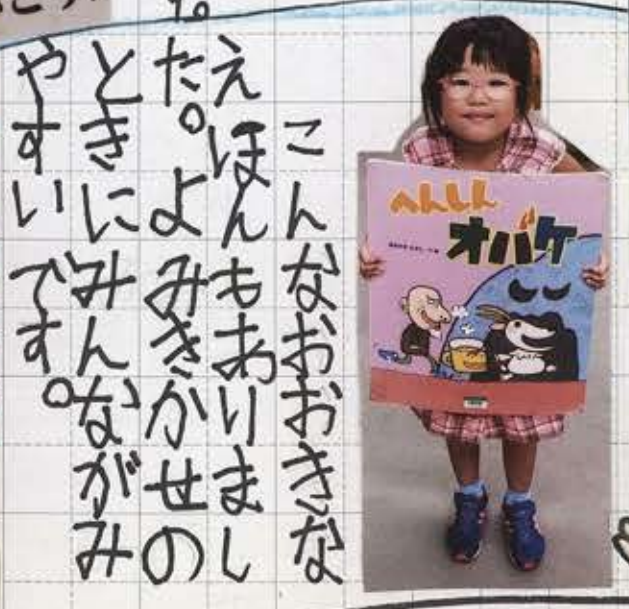 こんなおおきな
えほんもありまし
た。よみきかせの
ときにみんながみ
やすいです。
へんしん
オバケ